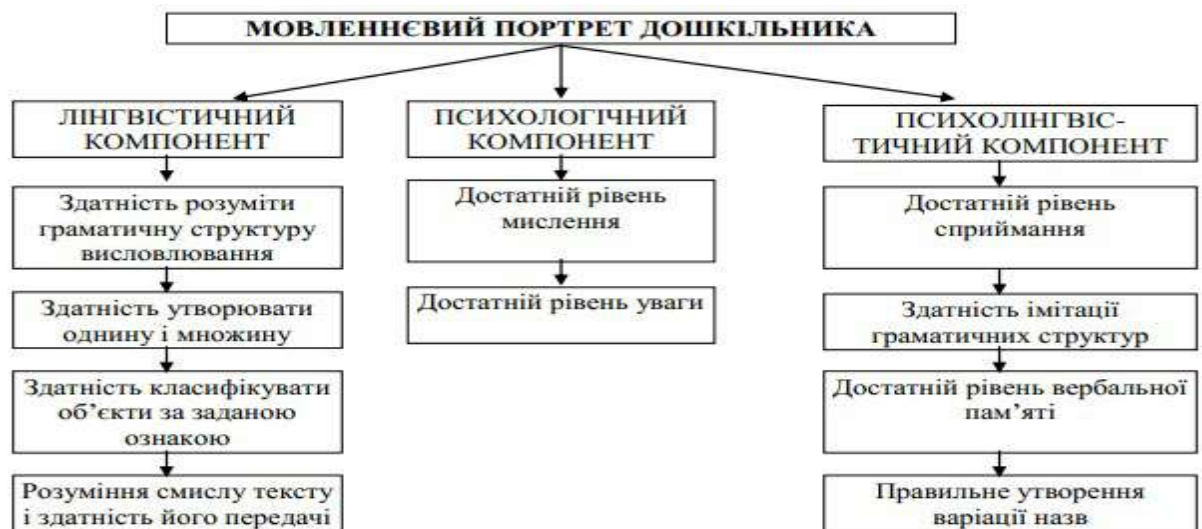 МОВЛЕННЄВИЙ ПОРТРЕТ ДОШКІЛЬНИКА
ЛІНГВІСТИЧНИЙ
КОМПОНЕНТ
Здатність розуміти
граматичну структуру
висловлювання
Здатність утворювати
однину і множину
Здатність класифікувати
об’єкти за заданою
ознакою
Розуміння смислу тексту
і здатність його передачі
ПСИХОЛОГІЧНИЙ
КОМПОНЕНТ
Достатній рівень
мислення
Достатній рівень уваги
ПСИХОЛІНГВІС-
ТИЧНИЙ КОМПОНЕНТ
Достатній рівень
сприймання
Здатність імітації
граматичних структур
Достатній рівень вербальної
пам’яті
Правильне утворення
варіації назв